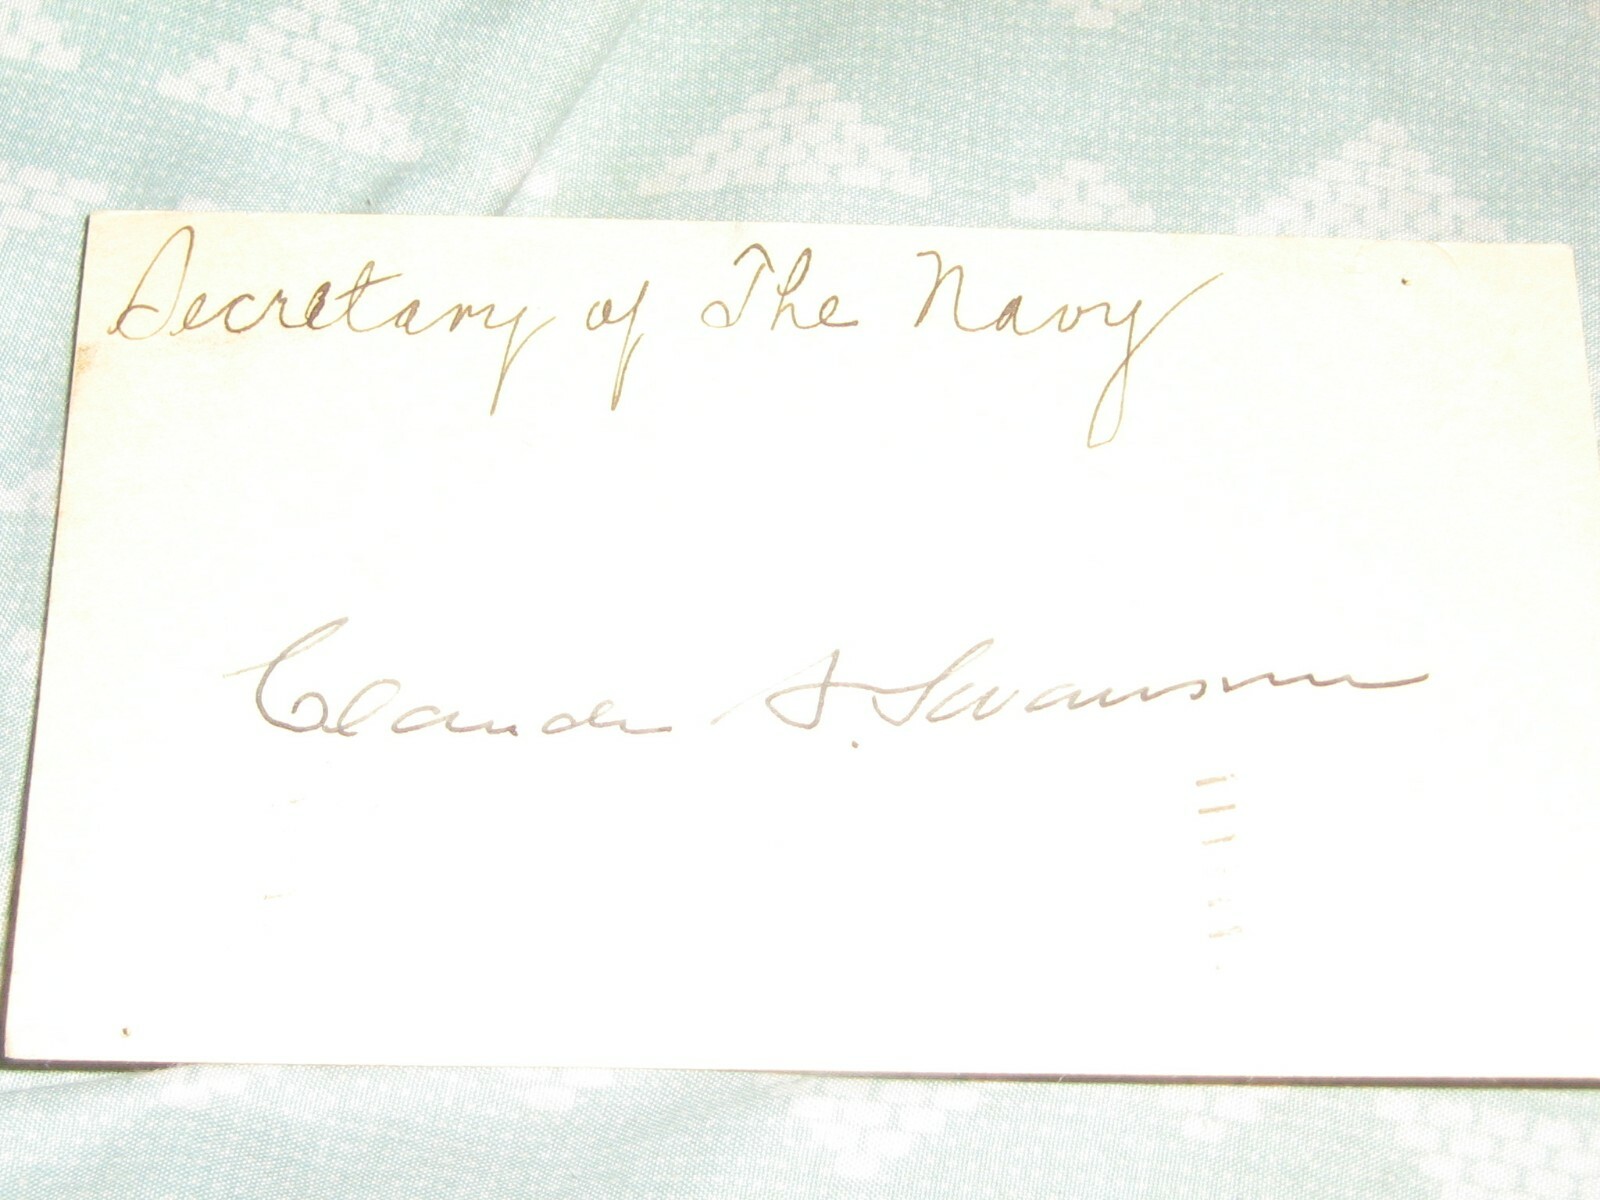 Secretary of The Navy
Claude A. Swanson